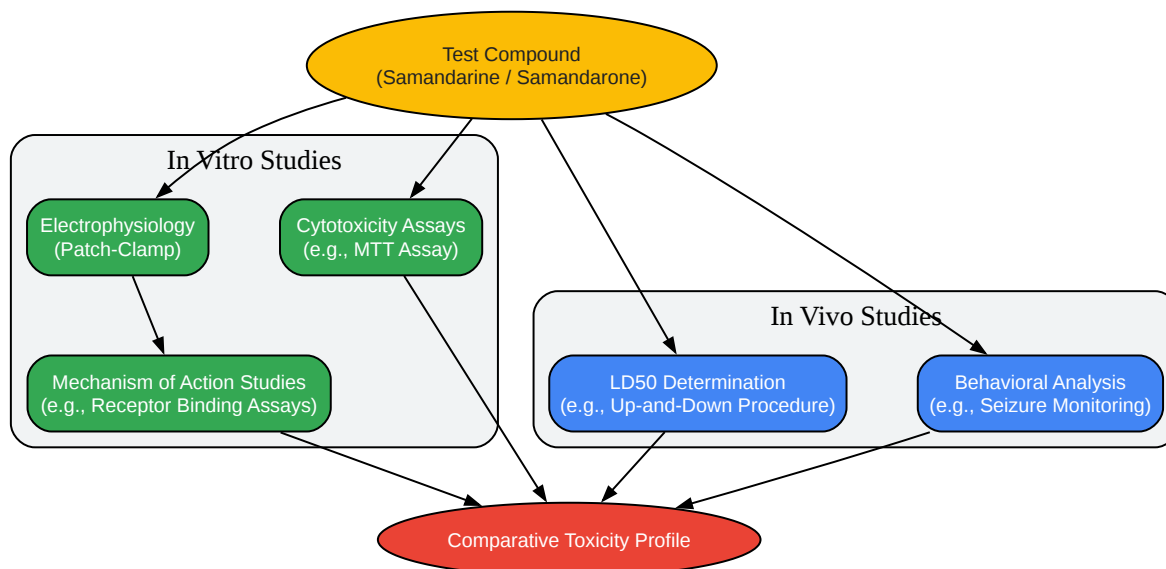 Test Compound
(Samandarine / Samandarone)
In Vitro Studies
Electrophysiology
(Patch-Clamp)
Cytotoxicity Assays
(e.g., MTT Assay)
Mechanism of Action Studies
(e.g., Receptor Binding Assays)
In Vivo Studies
LD50 Determination
(e.g., Up-and-Down Procedure)
Behavioral Analysis
(e.g., Seizure Monitoring)
Comparative Toxicity Profile